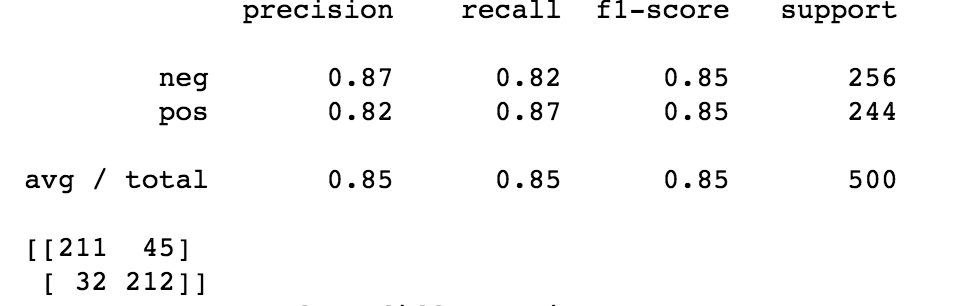 precision recall f1-score support
neg 0.87 0.82 0.85 256
pos 0.82 0.87 0.85 244
avg / total 0.85 0.85 0.85 500
[[211 45]
[ 32 212]]